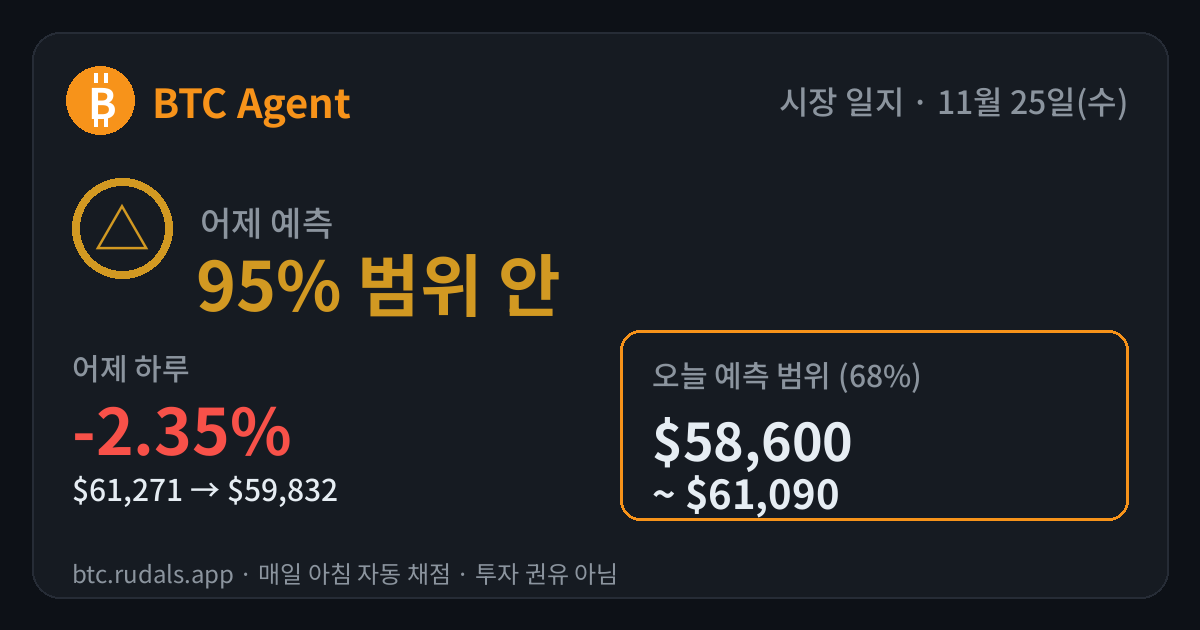 BTC Agent
시장 일지 · 11월 25일(수)
어제 예측
95% 범위 안
어제 하루
-2.35%
$61,271 → $59,832
오늘 예측 범위 (68%)
$58,600
~ $61,090
btc.rudals.app · 매일 아침 자동 채점 · 투자 권유 아님